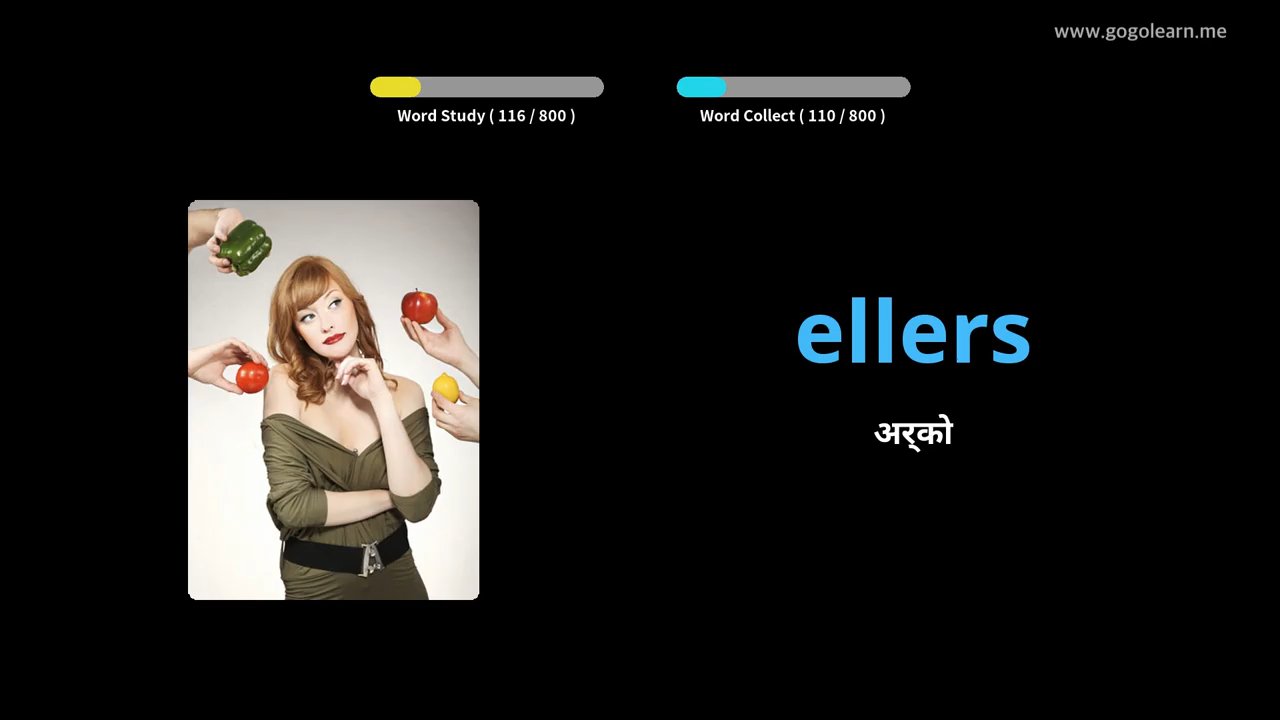 www.gogolearn.me
Word Study ( 116 / 800 )
Word Collect ( 110 / 800 )
ellers
अर्को